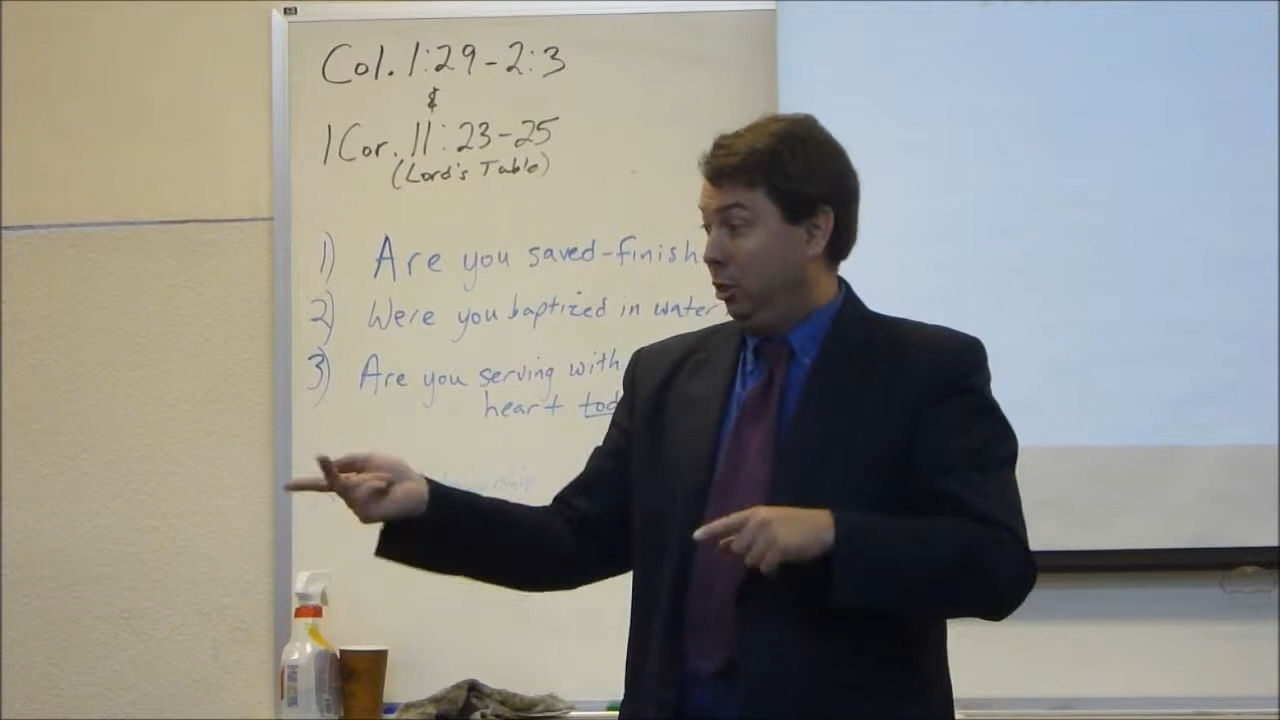 Col. 1:29-2:3
&
1 Cor. 11:23-25
(Lord's Table)
1) Are you saved-finish
2) Were you baptized in water
3) Are you serving with
heart tod